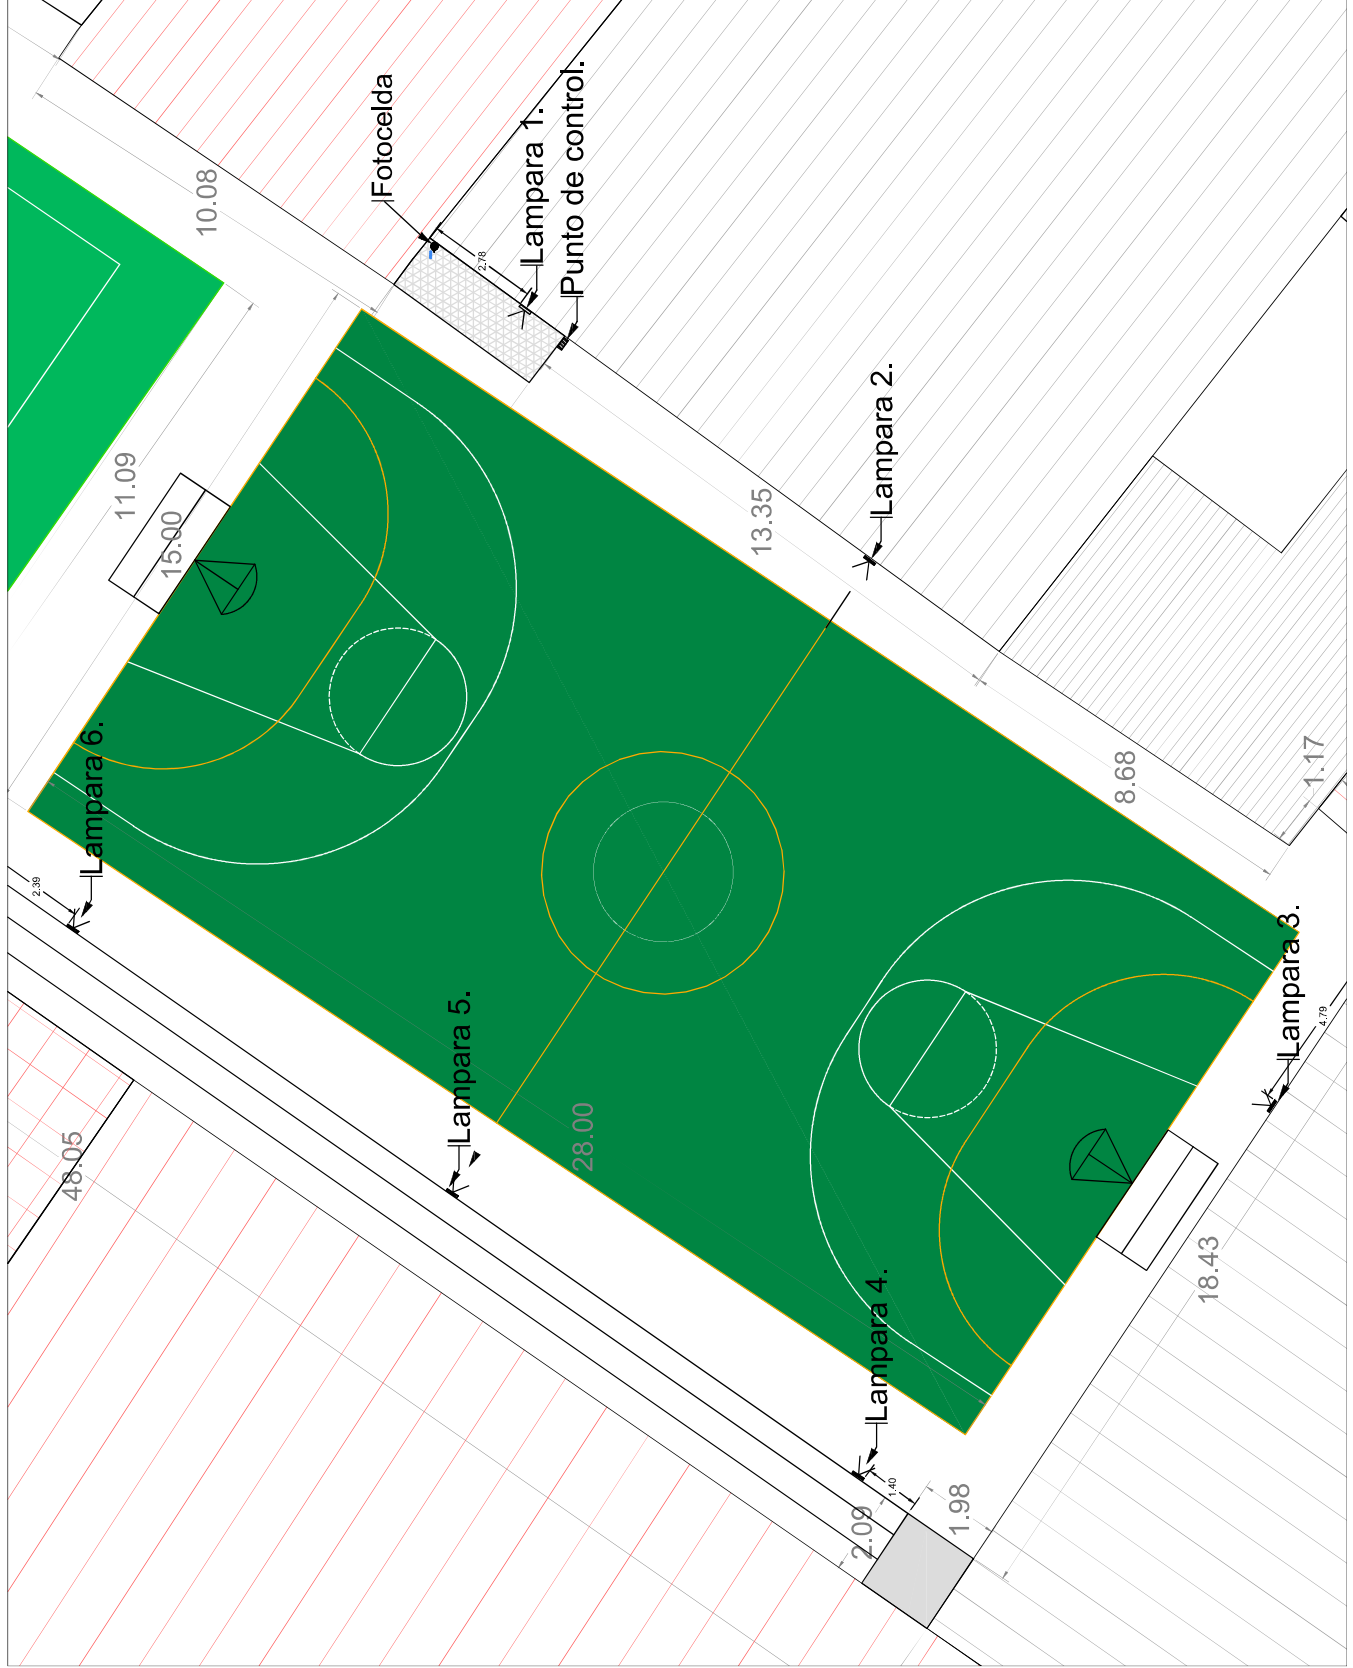 Fotocelda
10.08
2.78
Lampara 1.
Punto de control.
11.09
15.00
Lampara 2.
13.35
Lampara 6.
2.39
8.68
1.17
Lampara 5.
Lampara 3.
4.79
28.00
48.05
18.43
Lampara 4.
1.40
2.09
1.98